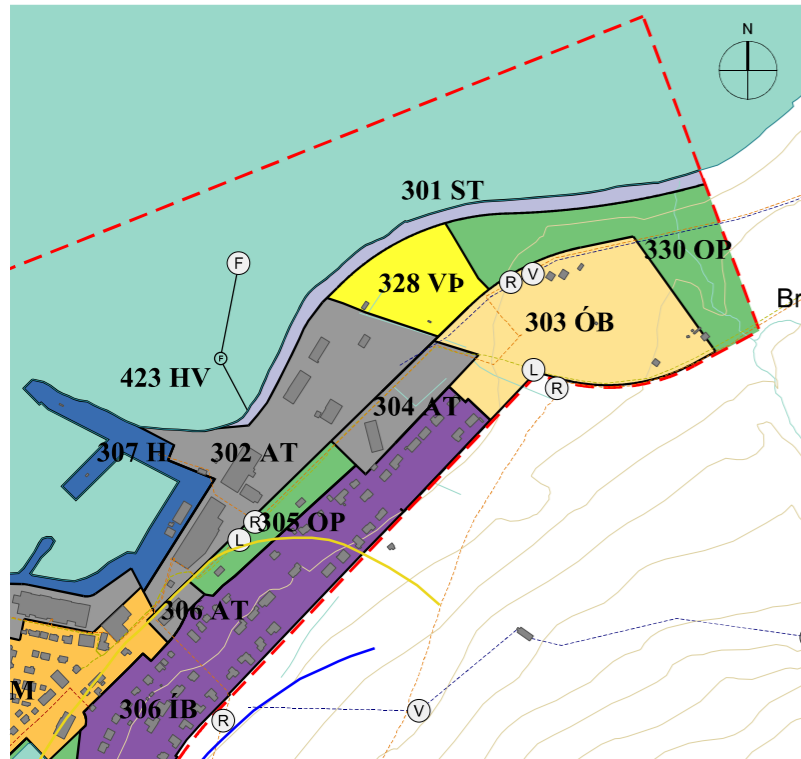 N
301 ST
330 OP
F
328 VÞ
R
V
Br
303 ÓB
F
L
423 HV
R
304 AT
307 H
302 AT
R
305 OP
L
306 AT
M
306 ÍB
R
V